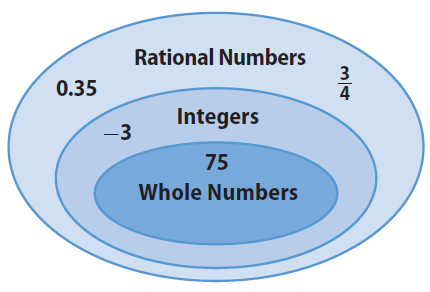 Rational Numbers
0.35
3/4
Integers
−3
75
Whole Numbers